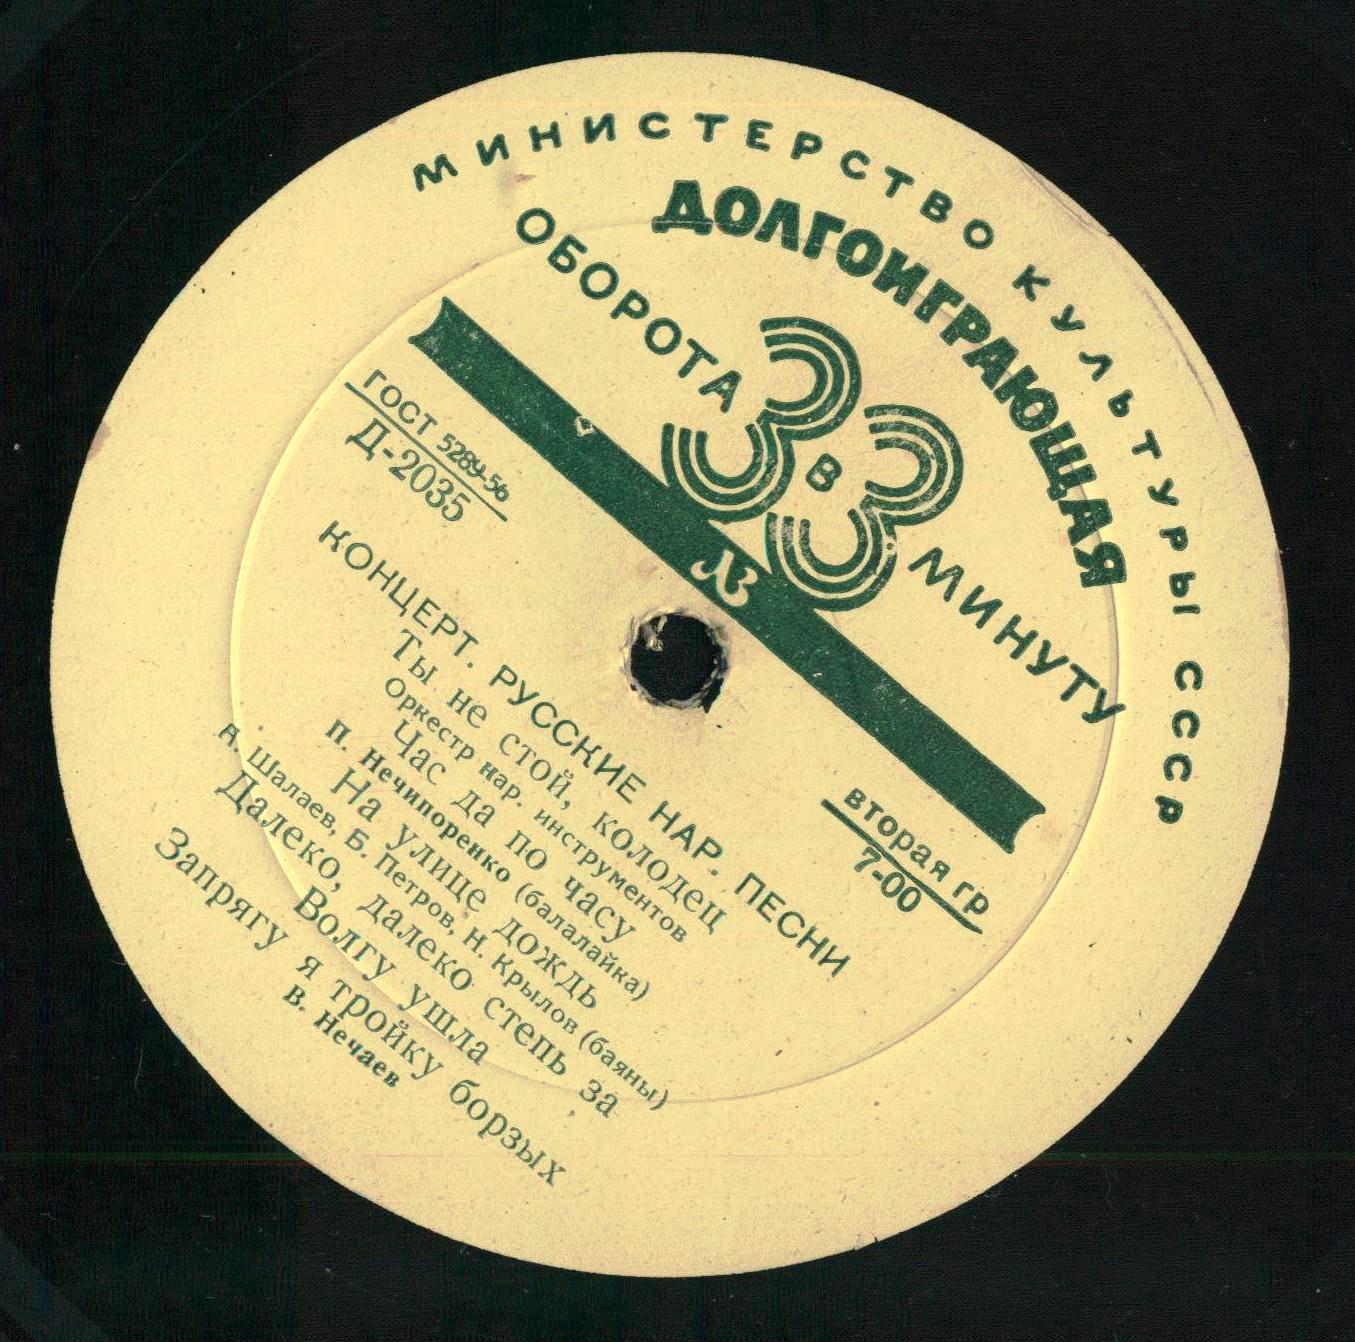 МИНИСТЕРСТВО КУЛЬТУРЫ СССР
ДОЛГОИГРАЮЩАЯ
ОБОРОТА 33 В МИНУТУ
ЛЗ
ГОСТ 5289-56
Д-2035
вторая гр
7-00
КОНЦЕРТ. РУССКИЕ НАР. ПЕСНИ
Ты не стой, колодец
Оркестр нар. инструментов
Час да по часу
П. Нечипоренко (балалайка)
На улице дождь
А. Шалаев, Б. Петров, Н. Крылов (баяны)
Далеко, далеко степь за
Волгу ушла
Запрягу я тройку борзых
В. Нечаев